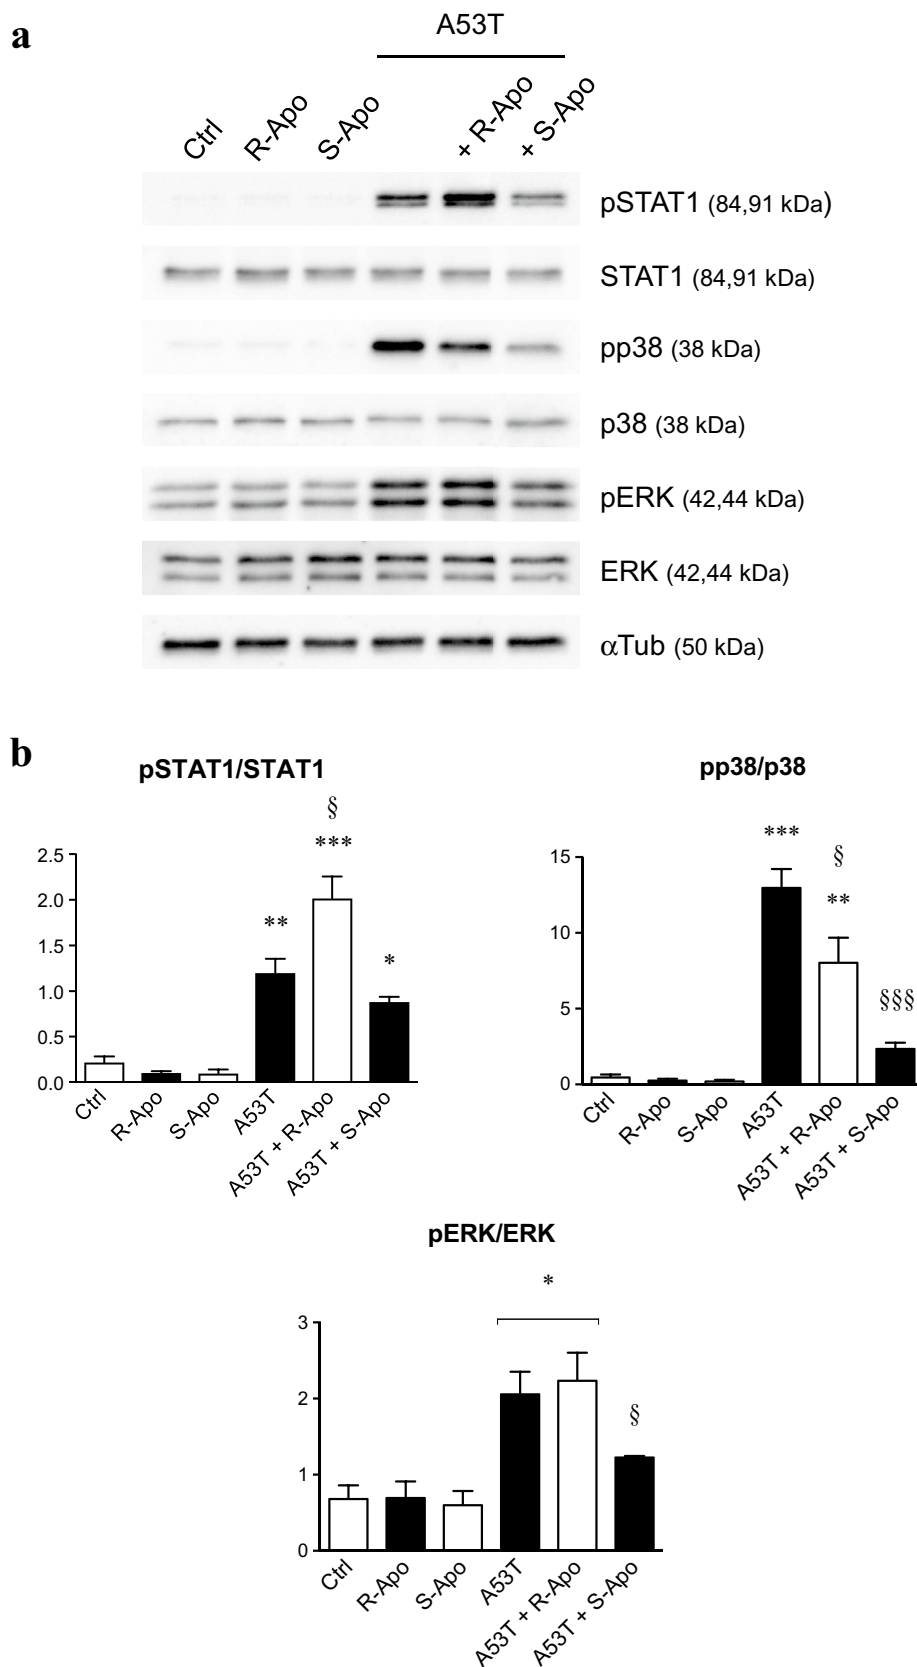 a
A53T
Ctrl
R-Apo
S-Apo
+ R-Apo
+ S-Apo
pSTAT1 (84,91 kDa)
STAT1 (84,91 kDa)
pp38 (38 kDa)
p38 (38 kDa)
pERK (42,44 kDa)
ERK (42,44 kDa)
αTub (50 kDa)
b
pSTAT1/STAT1
§
***
**
*
2.5
2.0
1.5
1.0
0.5
0.0
Ctrl
R-Apo
S-Apo
A53T
A53T + R-Apo
A53T + S-Apo
pp38/p38
***
§
**
§§§
15
10
5
0
Ctrl
R-Apo
S-Apo
A53T
A53T + R-Apo
A53T + S-Apo
pERK/ERK
*
§
3
2
1
0
Ctrl
R-Apo
S-Apo
A53T
A53T + R-Apo
A53T + S-Apo